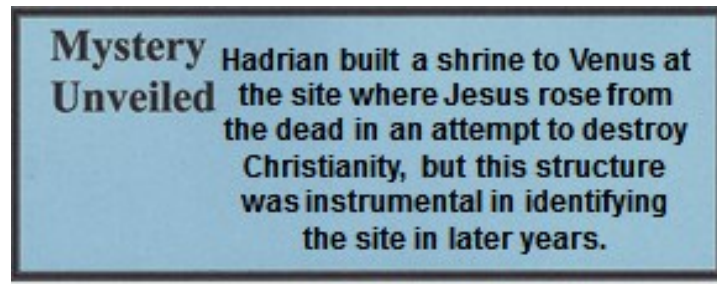 Mystery
Unveiled
Hadrian built a shrine to Venus at
the site where Jesus rose from
the dead in an attempt to destroy
Christianity, but this structure
was instrumental in identifying
the site in later years.